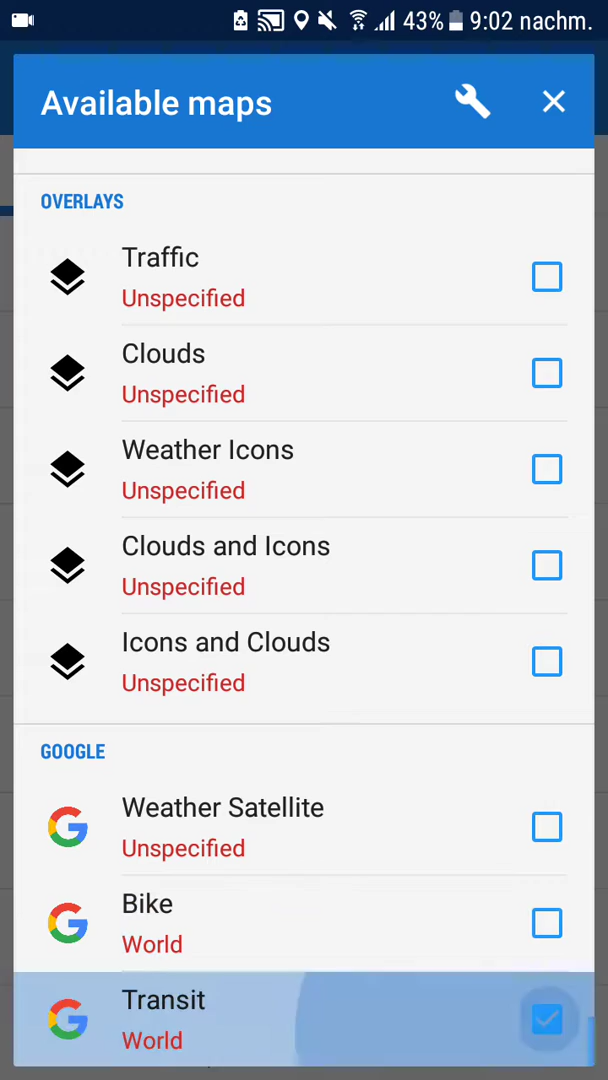 43% 9:02 nachm.
Available maps
OVERLAYS
Traffic
Unspecified
Clouds
Unspecified
Weather Icons
Unspecified
Clouds and Icons
Unspecified
Icons and Clouds
Unspecified
GOOGLE
Weather Satellite
Unspecified
Bike
World
Transit
World